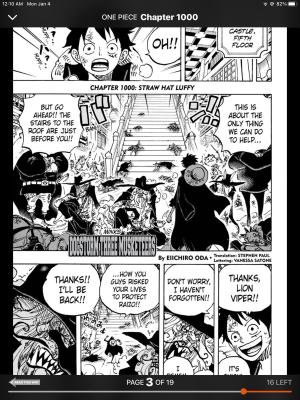 12:10 AM Mon Jan 4
82%
ONE PIECE Chapter 1000
OH!!
CASTLE,
FIFTH
FLOOR
CHAPTER 1000: STRAW HAT LUFFY
THIS IS
ABOUT THE
ONLY THING
WE CAN DO
TO HELP...
BUT GO
AHEAD!! THE
STAIRS TO
THE ROOF
ARE JUST
BEFORE YOU!!
MINKS
DOGSTORM THREE MUSKETEERS
By EIICHIRO ODA
Translation: STEPHEN PAUL
Lettering: VANESSA SATONE
THANKS,
LION
VIPER!!
IT'S
DON'T
WORRY,
I HAVEN'T
FORGOTTEN!!
I
...HOW YOU
GUYS RISKED
YOUR LIVES
TO PROTECT
RAIZO!!
THANKS!!
I'LL BE
BACK!!
PAGE 3 OF 19
16 LEFT